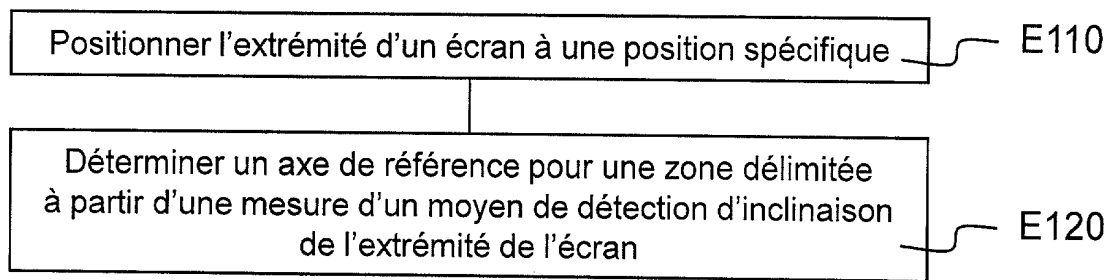 Positionner l'extrémité d'un écran à une position spécifique E110
Déterminer un axe de référence pour une zone délimitée
à partir d'une mesure d'un moyen de détection d'inclinaison
de l'extrémité de l'écran E120